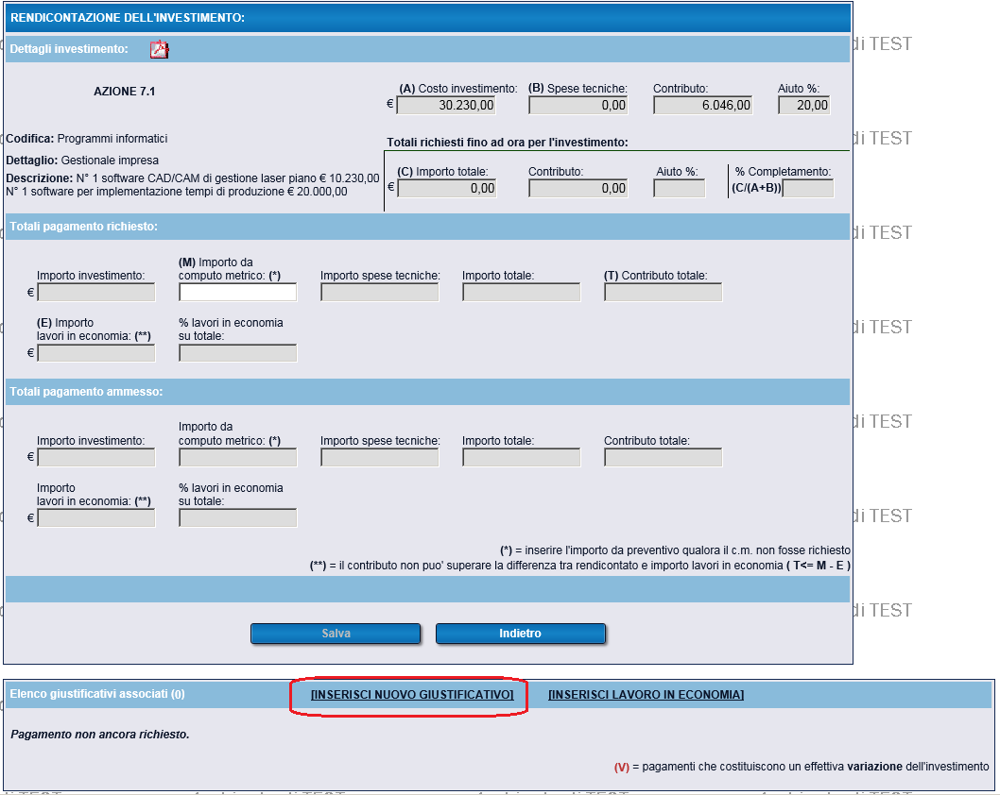 RENDICONTAZIONE DELL'INVESTIMENTO:
Dettagli investimento:
di TEST
AZIONE 7.1
(A) Costo investimento: (B) Spese tecniche: Contributo: Aiuto %:
€ 30.230,00 0,00 6.046,00 20,00
Codifica: Programmi informatici
di TEST
Totali richiesti fino ad ora per l'investimento:
Dettaglio: Gestionale impresa
(C) Importo totale: Contributo: Aiuto %: % Completamento:
Descrizione: N° 1 software CAD/CAM di gestione laser piano € 10.230,00
N° 1 software per implementazione tempi di produzione € 20.000,00
€ 0,00 0,00 (C/(A+B))
Totali pagamento richiesto:
di TEST
(M) Importo da
Importo investimento: computo metrico: (*) Importo spese tecniche: Importo totale: (T) Contributo totale:
€
(E) Importo % lavori in economia
lavori in economia: (**) su totale:
di TEST
€
Totali pagamento ammesso:
di TEST
Importo da
Importo investimento: computo metrico: (*) Importo spese tecniche: Importo totale: Contributo totale:
€
Importo % lavori in economia
lavori in economia: (**) su totale:
di TEST
€
(*) = inserire l'importo da preventivo qualora il c.m. non fosse richiesto
(**) = il contributo non puo' superare la differenza tra rendicontato e importo lavori in economia ( T<= M - E )
di TEST
Salva Indietro
Elenco giustificativi associati (0) [INSERISCI NUOVO GIUSTIFICATIVO] [INSERISCI LAVORO IN ECONOMIA]
Pagamento non ancora richiesto.
(V) = pagamenti che costituiscono un effettiva variazione dell'investimento